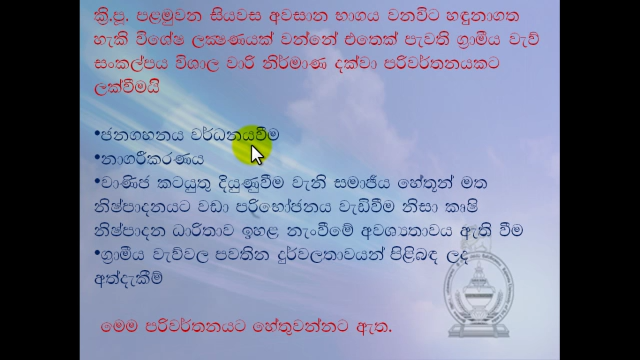 ක්‍රි.පූ. පළමුවන සියවස අවසාන භාගය වනවිට හඳුනාගත
හැකි විශේෂ ලක්ෂණයක් වන්නේ එතෙක් පැවති ග්‍රාමීය වැව්
සංකල්පය විශාල වාරි නිර්මාණ දක්වා පරිවර්තනයකට
ලක්වීමයි
•ජනගහනය වර්ධනයවීම
•නාගරීකරණය
•වාණිජ කටයුතු දියුණුවීම වැනි සමාජීය හේතූන් මත
නිෂ්පාදනයට වඩා පරිභෝජනය වැඩිවීම නිසා කෘෂි
නිෂ්පාදන ධාරිතාව ඉහළ නැංවීමේ අවශ්‍යතාවය ඇති වීම
•ග්‍රාමීය වැව්වල පවතින දුර්වලතාවයන් පිළිබඳ ලද
අත්දැකීම්
මෙම පරිවර්තනයට හේතුවන්නට ඇත.